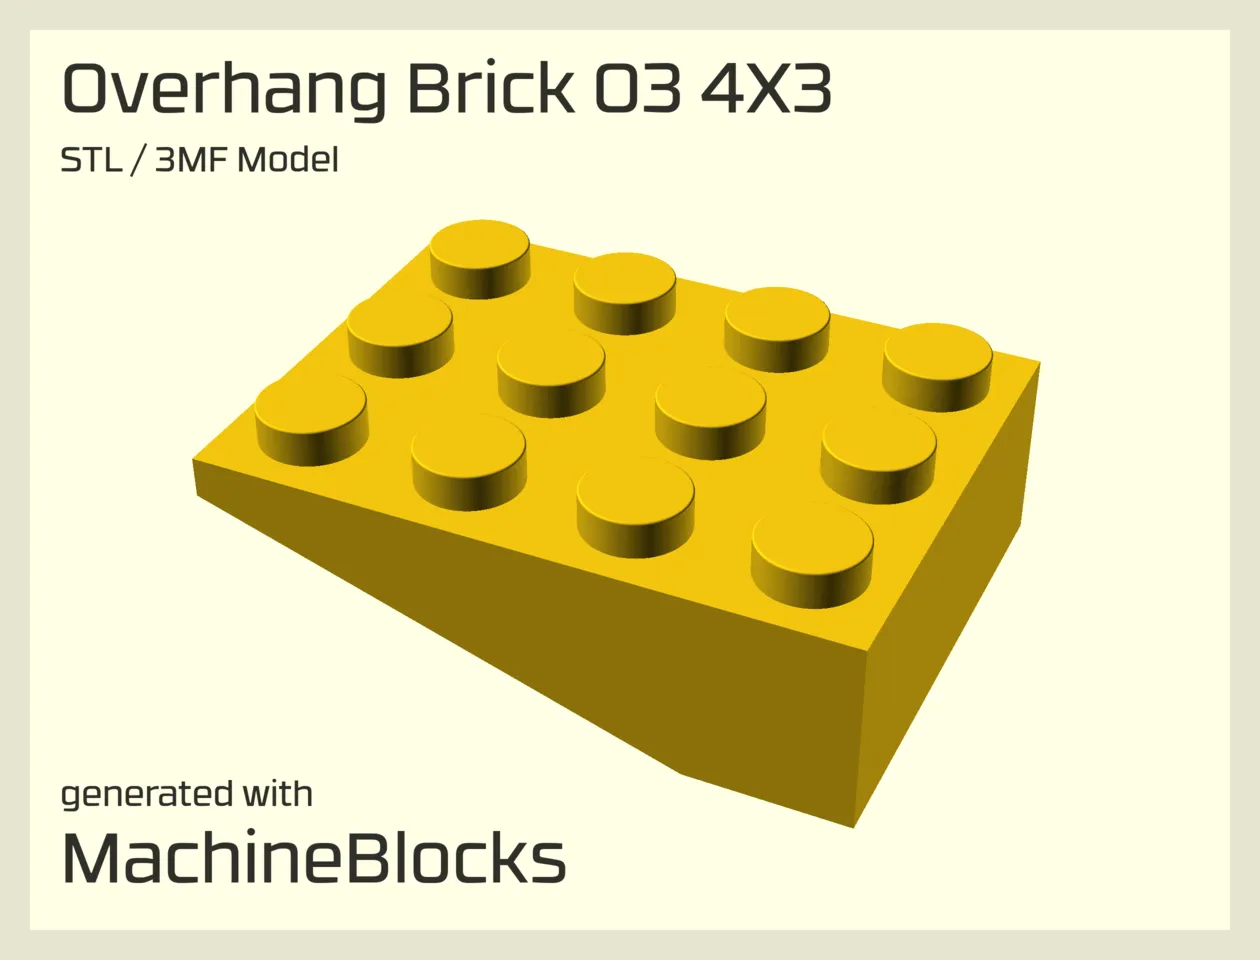 Overhang Brick 03 4X3
STL / 3MF Model
generated with
MachineBlocks